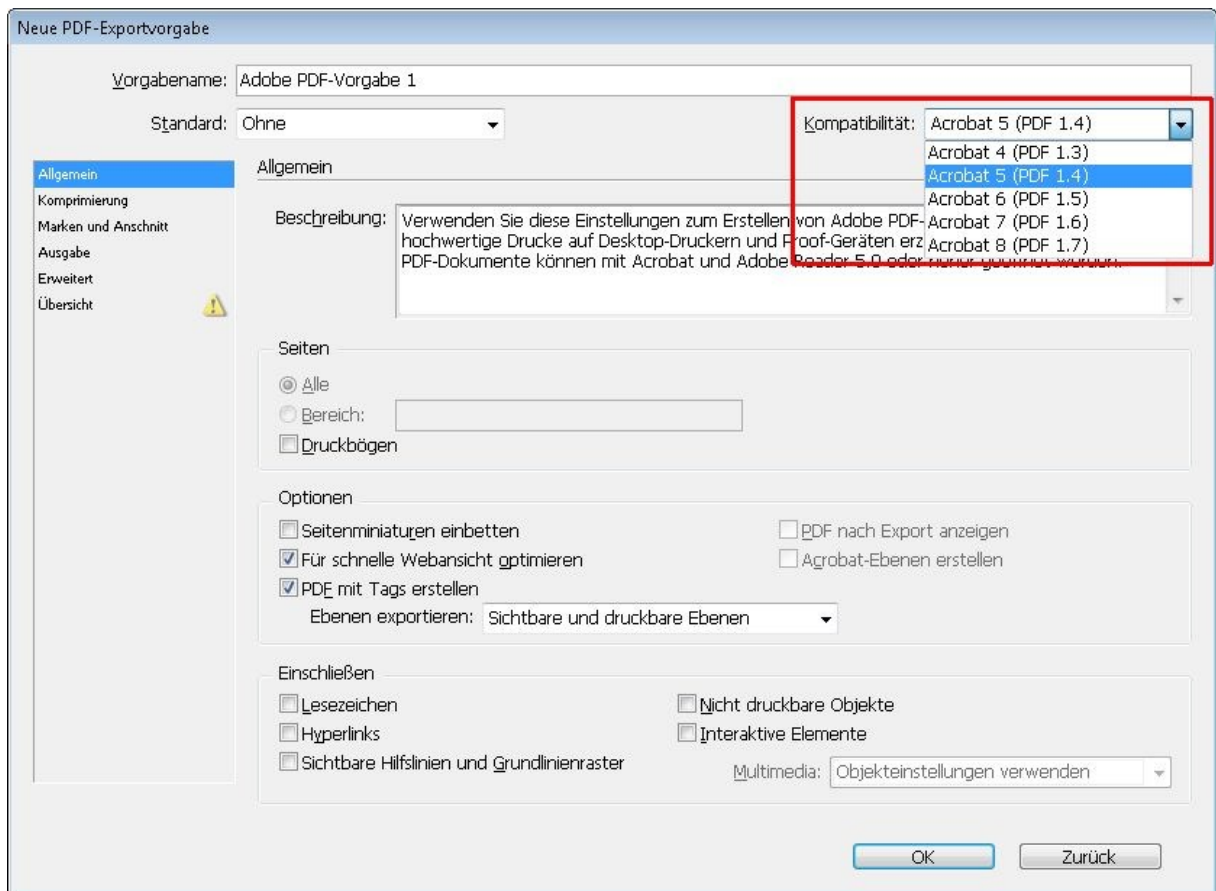 Neue PDF-Exportvorgabe
Vorgabename: Adobe PDF-Vorgabe 1
Standard: Ohne
Kompatibilität: Acrobat 5 (PDF 1.4)
Acrobat 4 (PDF 1.3)
Acrobat 5 (PDF 1.4)
Acrobat 6 (PDF 1.5)
Acrobat 7 (PDF 1.6)
Acrobat 8 (PDF 1.7)
Allgemein
Komprimierung
Marken und Anschnitt
Ausgabe
Erweitert
Übersicht
Allgemein
Beschreibung: Verwenden Sie diese Einstellungen zum Erstellen von Adobe PDF-
hochwertige Drucke auf Desktop-Druckern und Proof-Geräten erz
PDF-Dokumente können mit Acrobat und Adobe Reader 5.0 oder höher geöffnet werden.
Seiten
Alle
Bereich:
Druckbögen
Optionen
Seitenminiaturen einbetten
PDF nach Export anzeigen
Für schnelle Webansicht optimieren
Acrobat-Ebenen erstellen
PDF mit Tags erstellen
Ebenen exportieren: Sichtbare und druckbare Ebenen
Einschließen
Lesezeichen
Nicht druckbare Objekte
Hyperlinks
Interaktive Elemente
Sichtbare Hilfslinien und Grundlinienraster
Multimedia: Objekteinstellungen verwenden
OK
Zurück